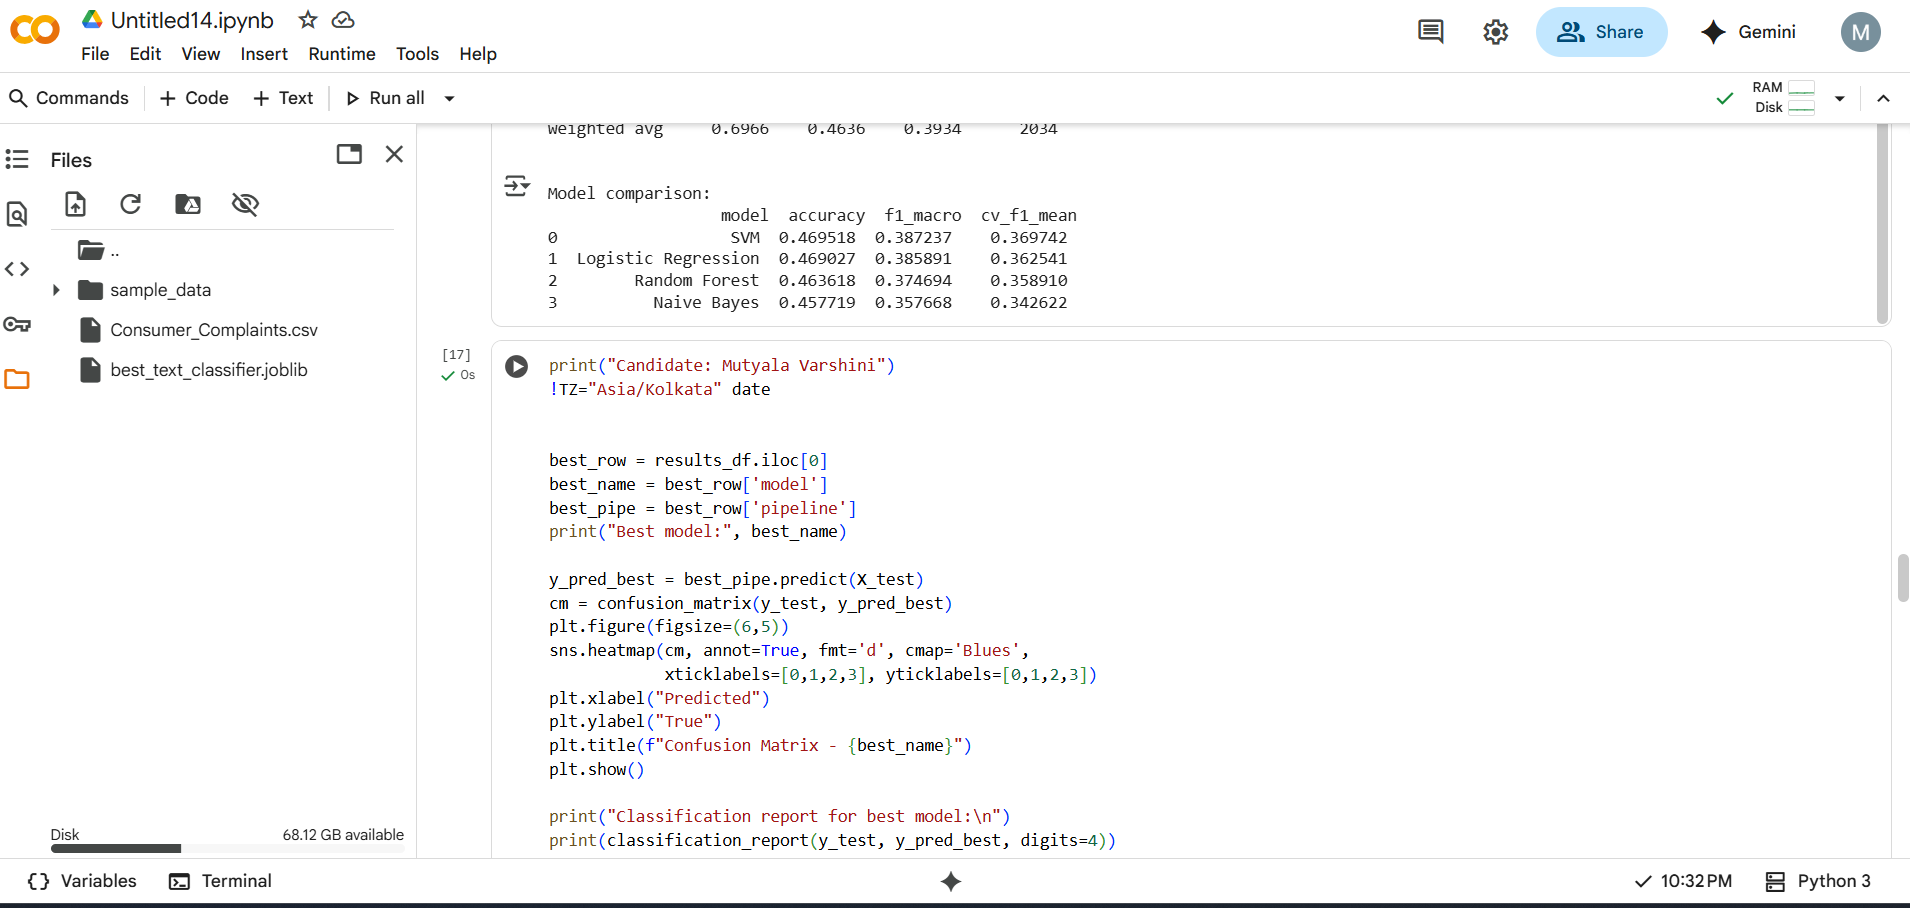 Untitled14.ipynb
File Edit View Insert Runtime Tools Help
Share
Gemini
M
Commands + Code + Text Run all
RAM
Disk
Files
..
sample_data
Consumer_Complaints.csv
best_text_classifier.joblib
Disk 68.12 GB available
weighted avg 0.6966 0.4636 0.3934 2034
Model comparison:
model accuracy f1_macro cv_f1_mean
0 SVM 0.469518 0.387237 0.369742
1 Logistic Regression 0.469027 0.385891 0.362541
2 Random Forest 0.463618 0.374694 0.358910
3 Naive Bayes 0.457719 0.357668 0.342622
[17]
0s
print("Candidate: Mutyala Varshini")
!TZ="Asia/Kolkata" date
best_row = results_df.iloc[0]
best_name = best_row['model']
best_pipe = best_row['pipeline']
print("Best model:", best_name)
y_pred_best = best_pipe.predict(X_test)
cm = confusion_matrix(y_test, y_pred_best)
plt.figure(figsize=(6,5))
sns.heatmap(cm, annot=True, fmt='d', cmap='Blues',
xticklabels=[0,1,2,3], yticklabels=[0,1,2,3])
plt.xlabel("Predicted")
plt.ylabel("True")
plt.title(f"Confusion Matrix - {best_name}")
plt.show()
print("Classification report for best model:\n")
print(classification_report(y_test, y_pred_best, digits=4))
Variables Terminal
10:32 PM Python 3